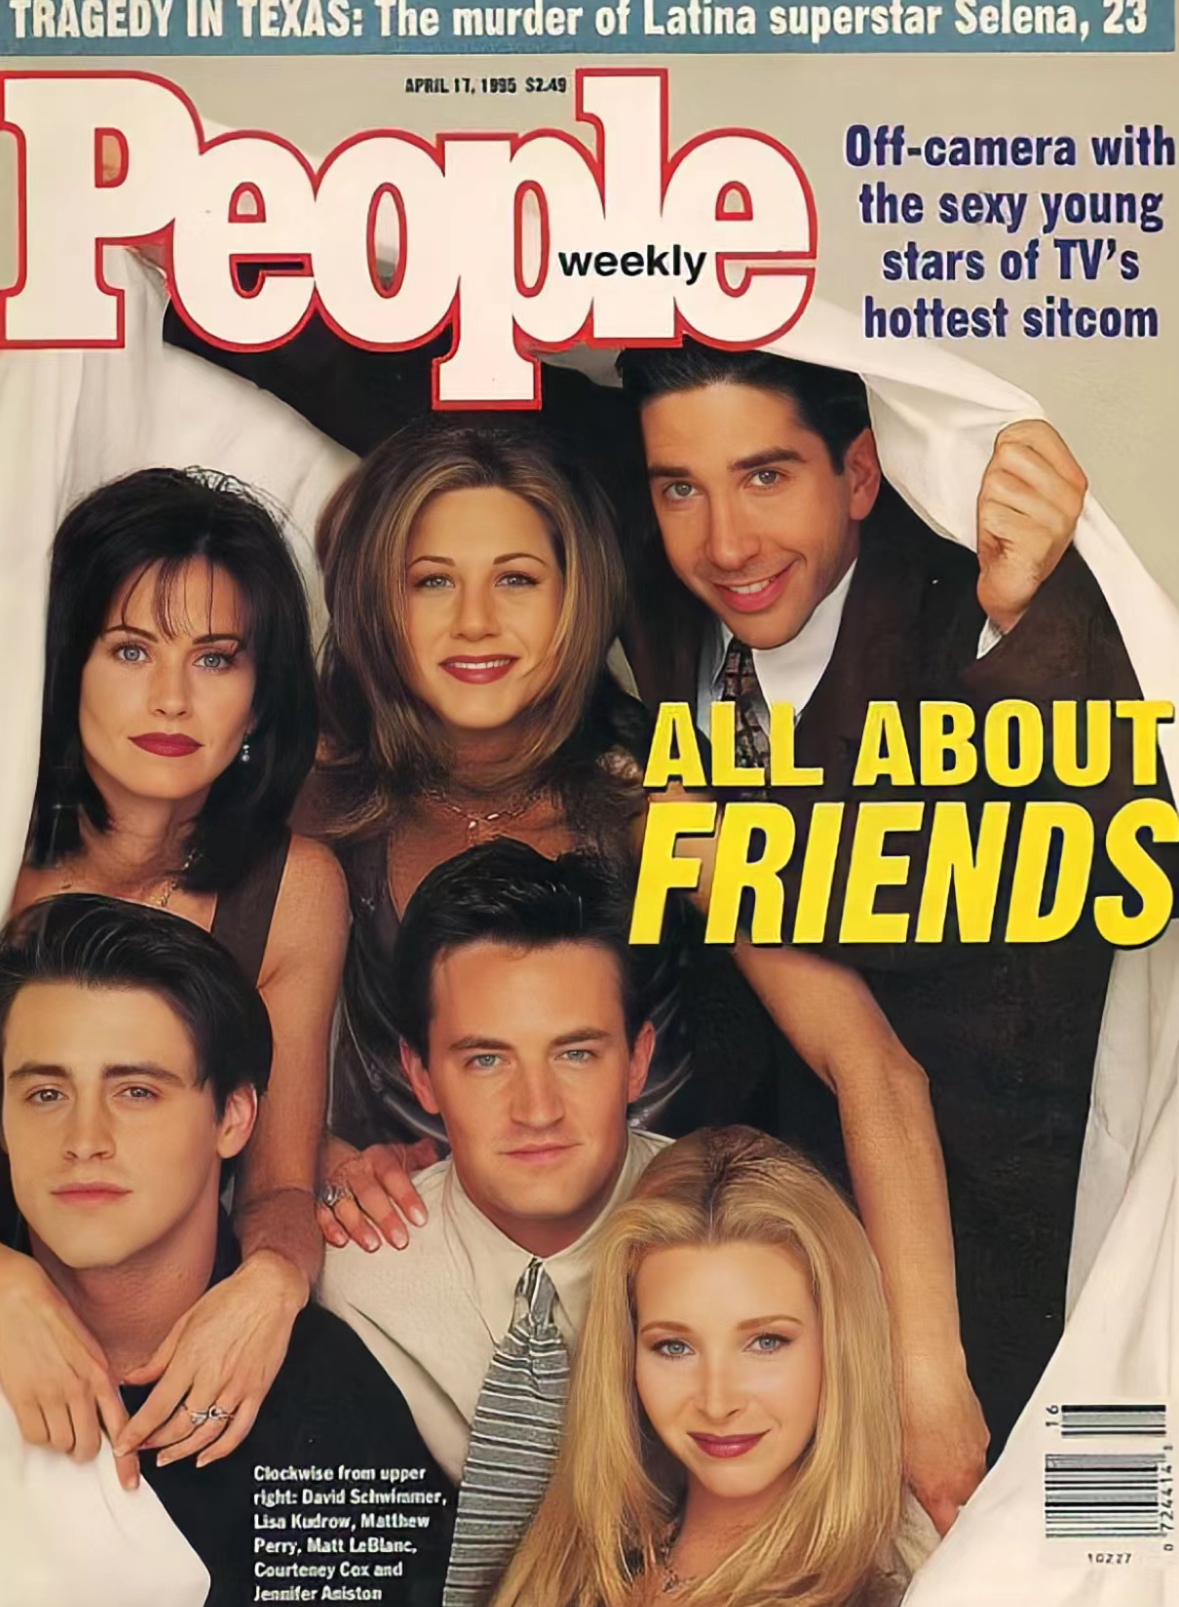 TRAGEDY IN TEXAS: The murder of Latina superstar Selena, 23
APRIL 17, 1995 $2.49
People
weekly
Off-camera with
the sexy young
stars of TV's
hottest sitcom
ALL ABOUT
FRIENDS
Clockwise from upper
right: David Schwimmer,
Lisa Kudrow, Matthew
Perry, Matt LeBlanc,
Courteney Cox and
Jennifer Aniston
16
0 724414
10227